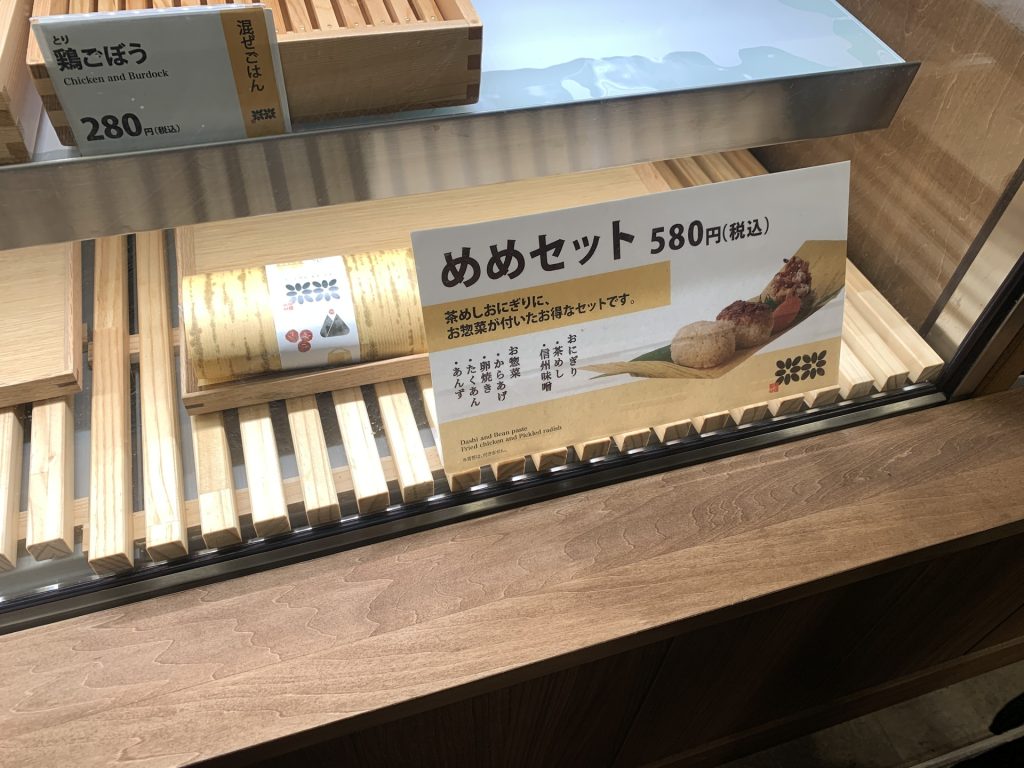 とり
鶏ごぼう
Chicken and Burdock
混ぜごはん
280円(税込)
米米
めめセット 580円(税込)
茶めしおにぎりに、
お惣菜が付いたお得なセットです。
おにぎり
・茶めし
・信州味噌
お惣菜
・からあげ
・卵焼き
・たくあん
・あんず
Dashi and Bean paste
Fried chicken and Pickled radish